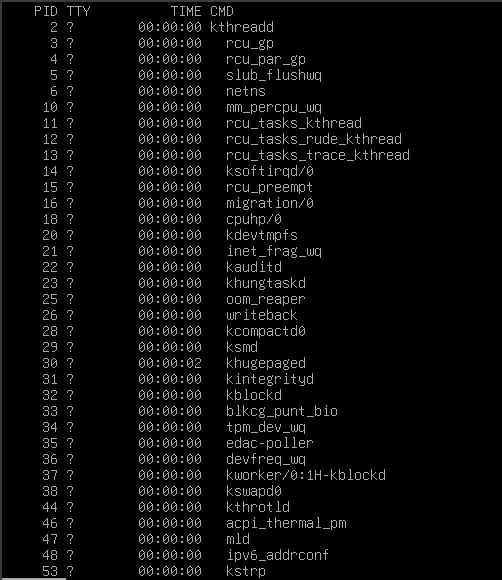 PID TTY          TIME CMD
2 ?        00:00:00 kthreadd
3 ?        00:00:00   rcu_gp
4 ?        00:00:00   rcu_par_gp
5 ?        00:00:00   slub_flushwq
6 ?        00:00:00   netns
10 ?        00:00:00   mm_percpu_wq
11 ?        00:00:00   rcu_tasks_kthread
12 ?        00:00:00   rcu_tasks_rude_kthread
13 ?        00:00:00   rcu_tasks_trace_kthread
14 ?        00:00:00   ksoftirqd/0
15 ?        00:00:00   rcu_preempt
16 ?        00:00:00   migration/0
18 ?        00:00:00   cpuhp/0
20 ?        00:00:00   kdevtmpfs
21 ?        00:00:00   inet_frag_wq
22 ?        00:00:00   kauditd
23 ?        00:00:00   khungtaskd
25 ?        00:00:00   oom_reaper
26 ?        00:00:00   writeback
28 ?        00:00:00   kcompactd0
29 ?        00:00:00   ksmd
30 ?        00:00:02   khugepaged
31 ?        00:00:00   kintegrityd
32 ?        00:00:00   kblockd
33 ?        00:00:00   blkcg_punt_bio
34 ?        00:00:00   tpm_dev_wq
35 ?        00:00:00   edac-poller
36 ?        00:00:00   devfreq_wq
37 ?        00:00:00   kworker/0:1H-kblockd
38 ?        00:00:00   kswapd0
44 ?        00:00:00   kthrotld
46 ?        00:00:00   acpi_thermal_pm
47 ?        00:00:00   mld
48 ?        00:00:00   ipv6_addrconf
53 ?        00:00:00   kstrp